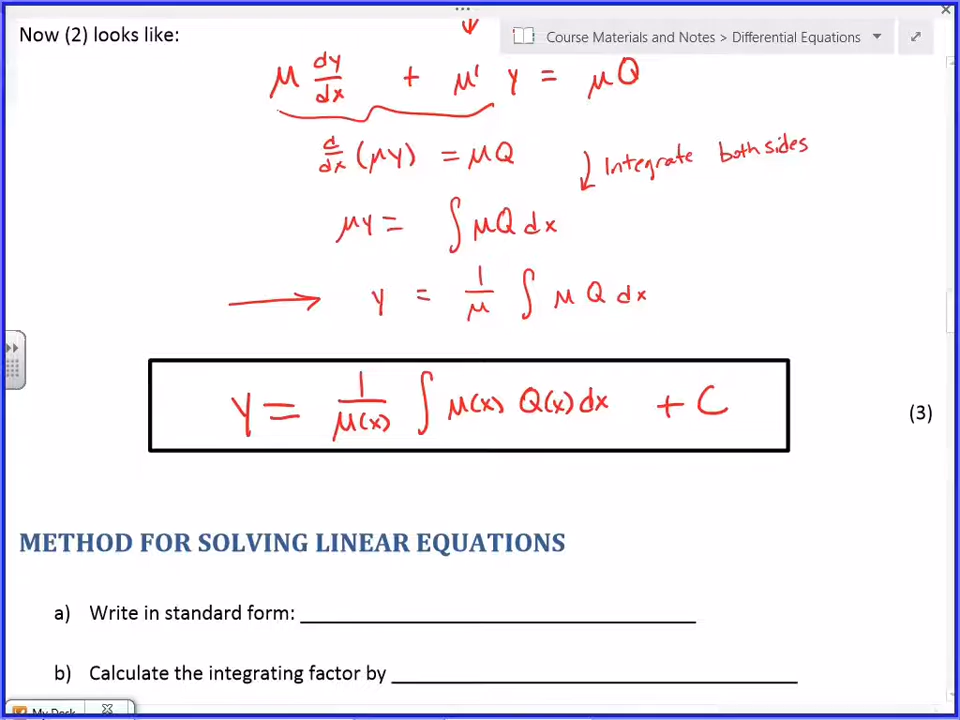 Now (2) looks like:
Course Materials and Notes > Differential Equations
μ dy/dx + μ' y = μQ
d/dx (μy) = μQ
Integrate both sides
μy = ∫ μQ dx
y = 1/μ ∫ μ Q dx
y = 1/μ(x) ∫ μ(x) Q(x) dx + C
(3)
METHOD FOR SOLVING LINEAR EQUATIONS
a) Write in standard form:
b) Calculate the integrating factor by
My Desk